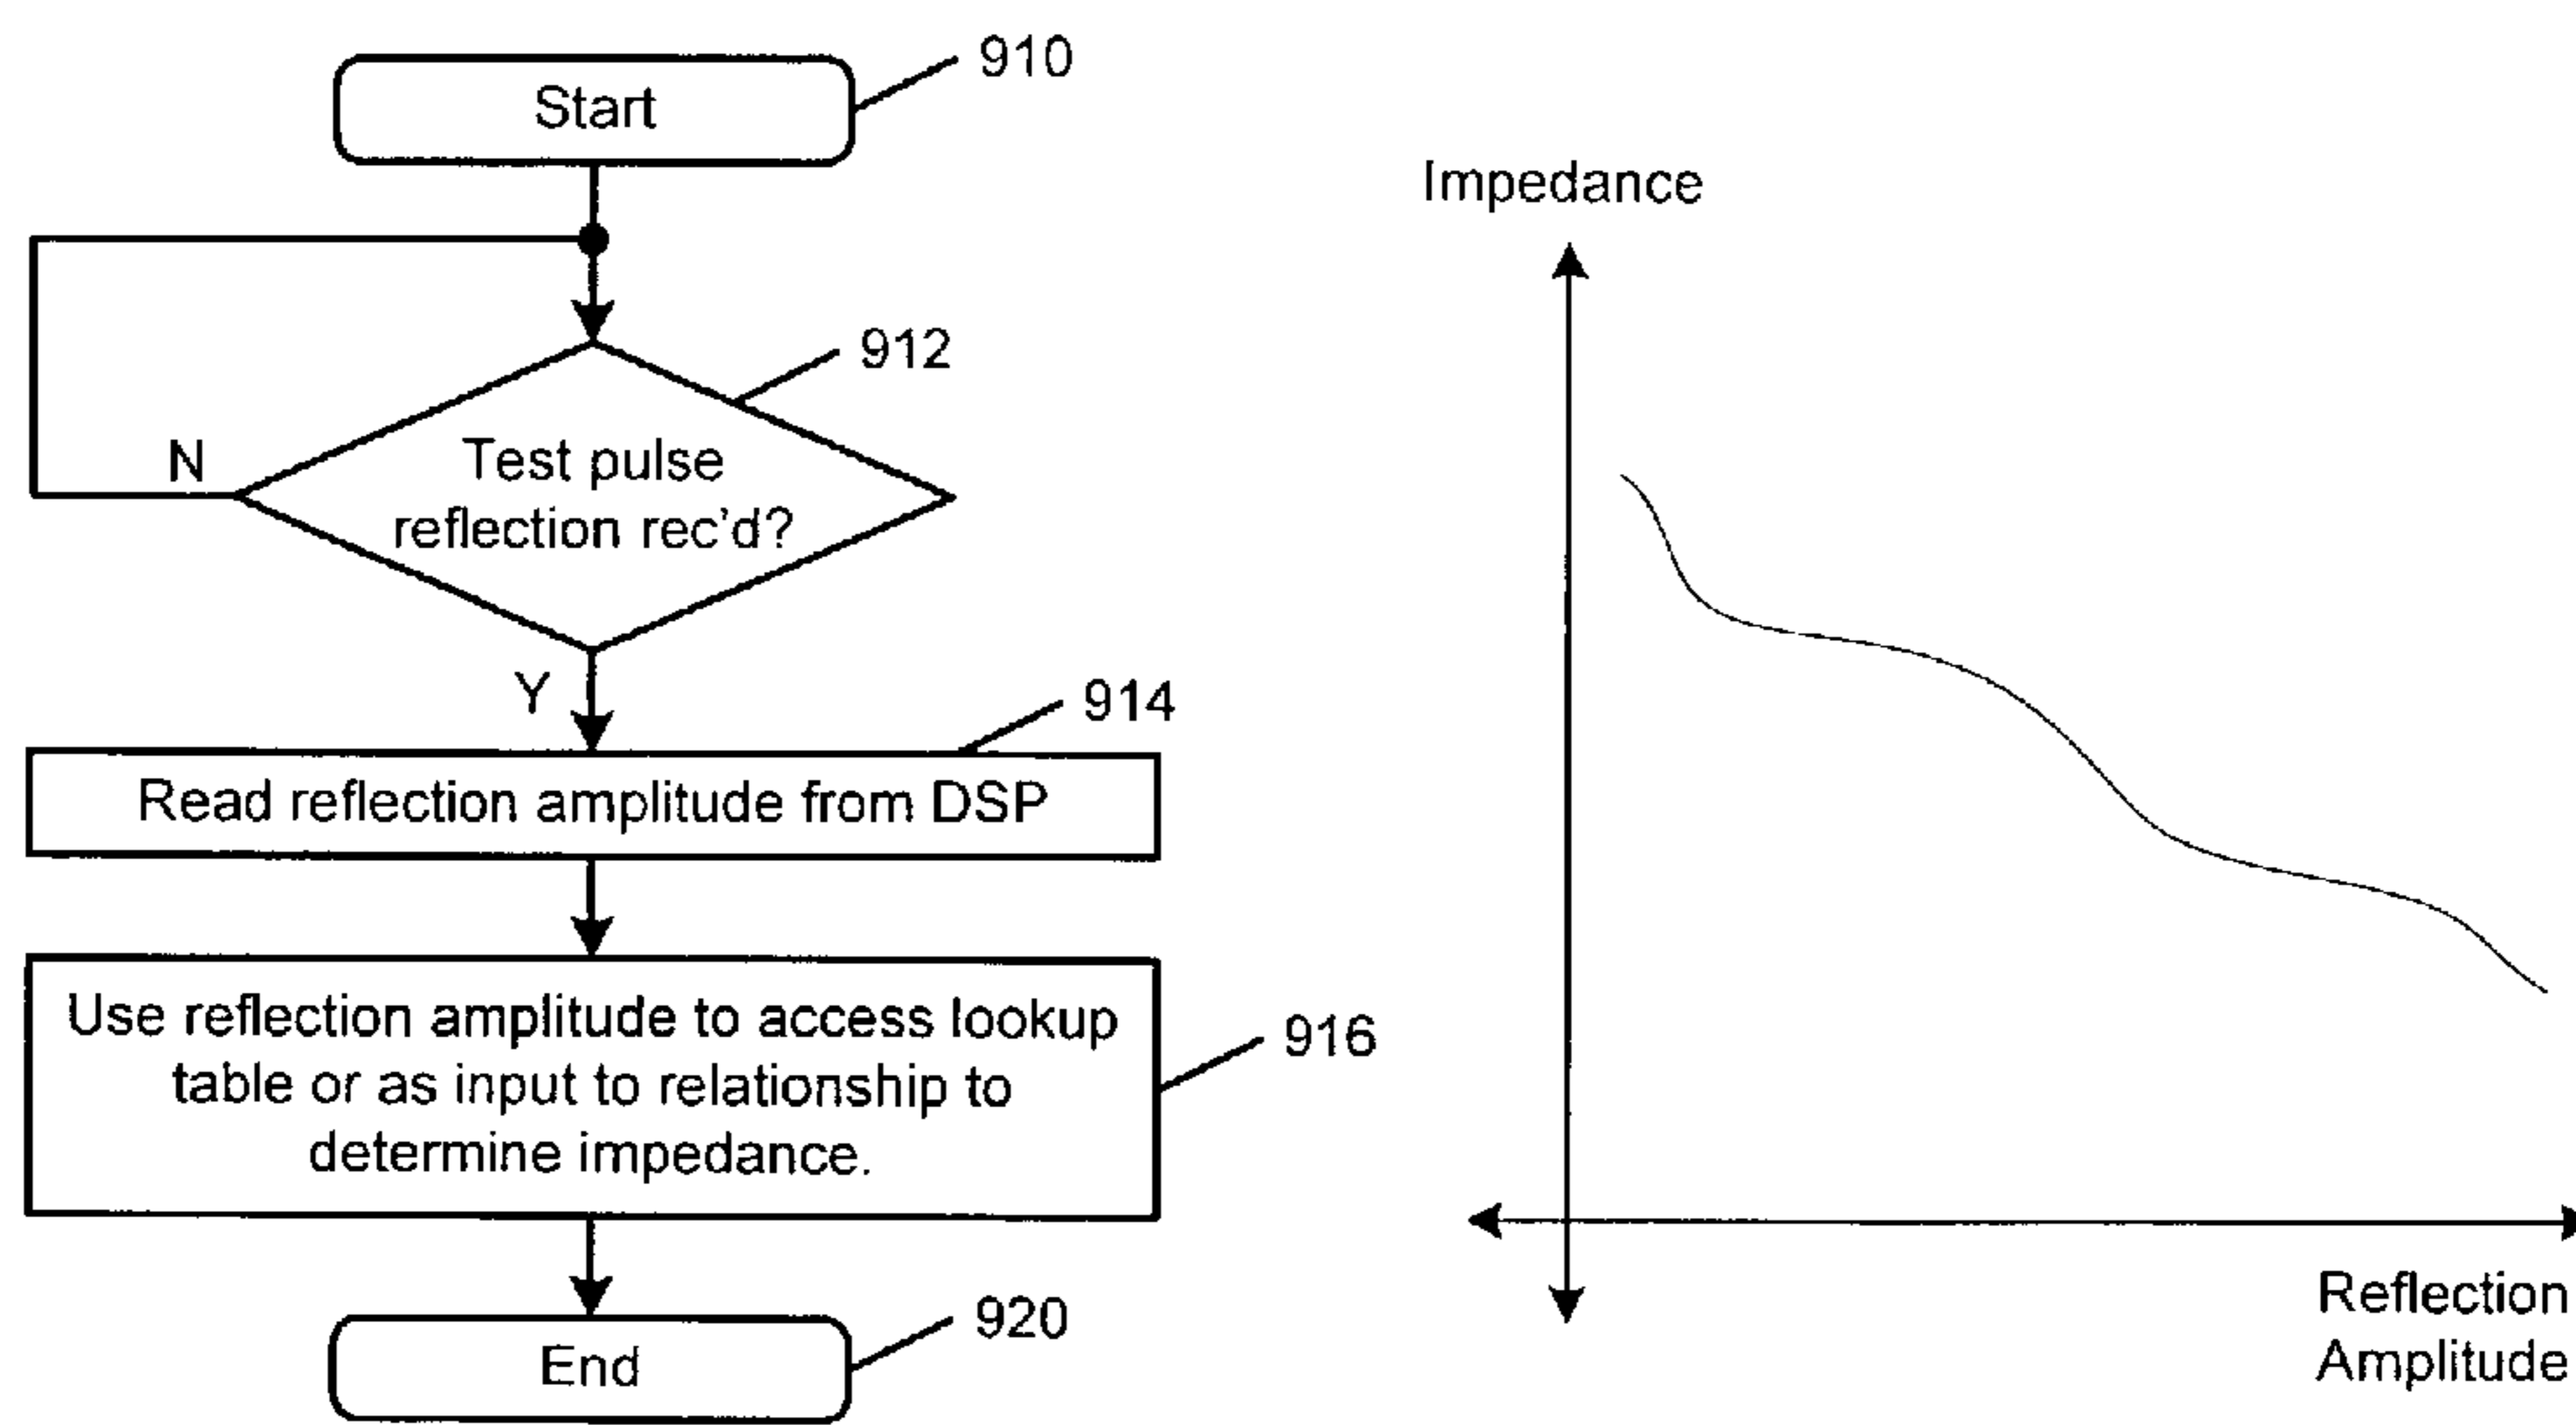 Start
910
912
Test pulse
reflection rec'd?
N
Y
914
Read reflection amplitude from DSP
Use reflection amplitude to access lookup
table or as input to relationship to
determine impedance.
916
End
920
Impedance
Reflection
Amplitude